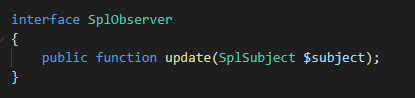 interface SplObserver
{
    public function update(SplSubject $subject);
}